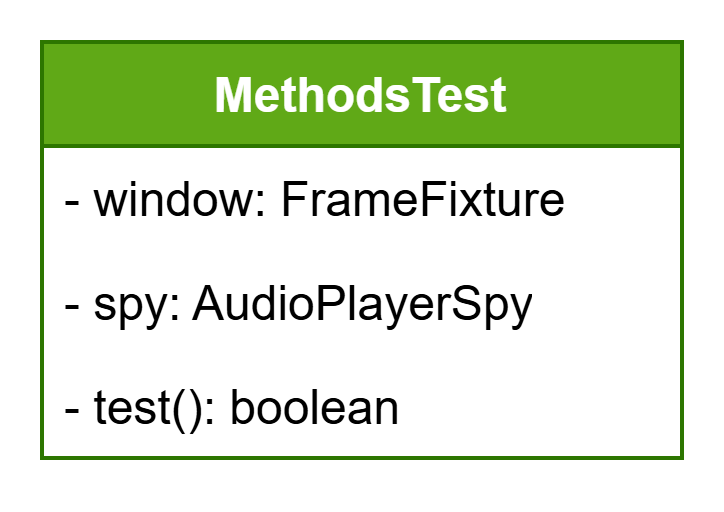 MethodsTest
- window: FrameFixture
- spy: AudioPlayerSpy
- test(): boolean